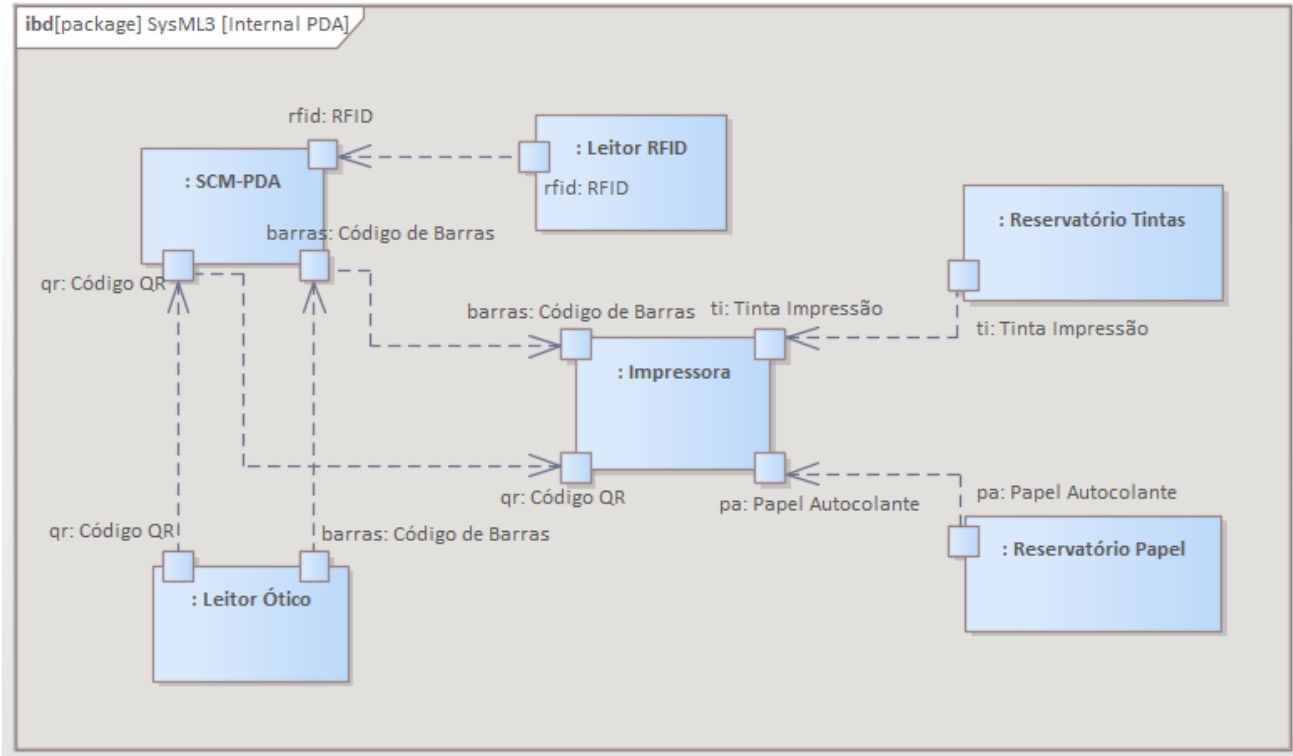 ibd[package] SysML3 [Internal PDA]
rfid: RFID
: Leitor RFID
: SCM-PDA
rfid: RFID
: Reservatório Tintas
barras: Código de Barras
qr: Código QR
barras: Código de Barras
ti: Tinta Impressão
ti: Tinta Impressão
: Impressora
qr: Código QR
pa: Papel Autocolante
pa: Papel Autocolante
qr: Código QR
barras: Código de Barras
: Reservatório Papel
: Leitor Ótico